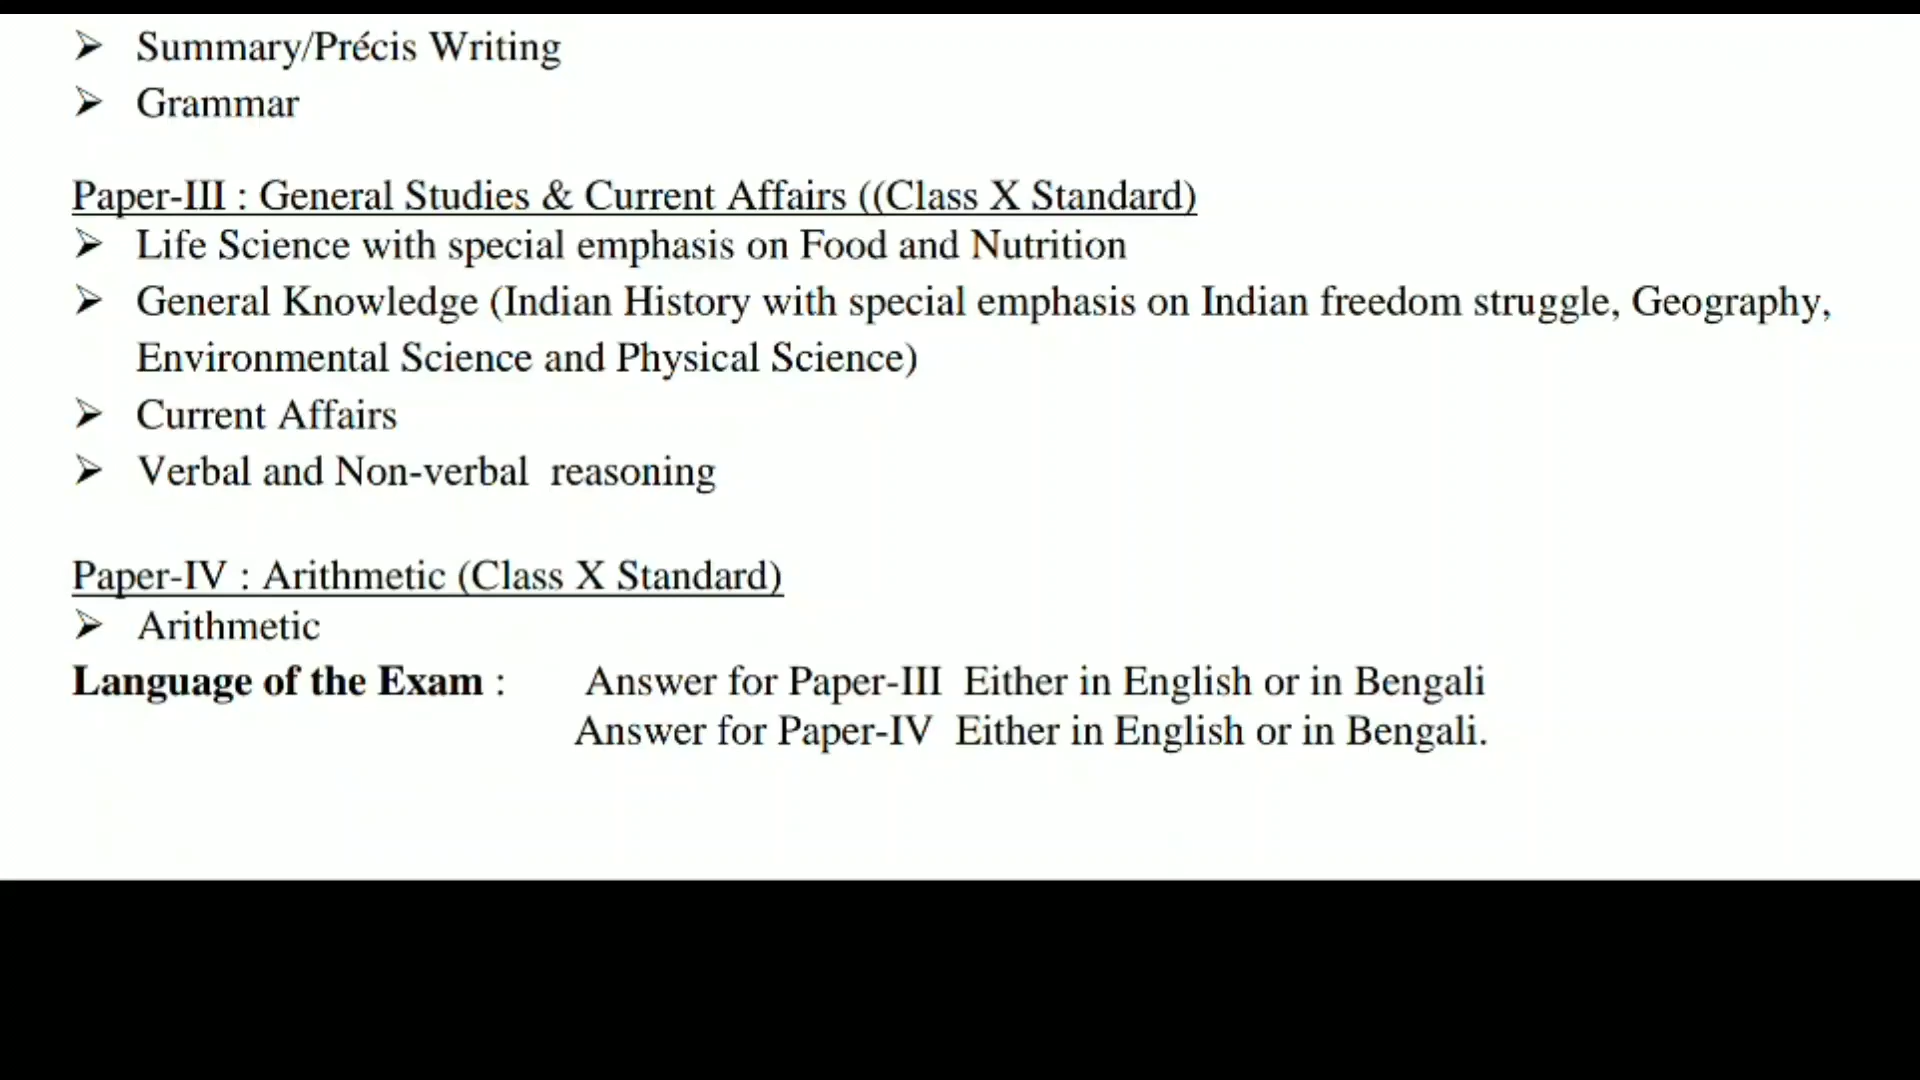 ➢ Summary/Précis Writing
➢ Grammar
Paper-III : General Studies & Current Affairs ((Class X Standard)
➢ Life Science with special emphasis on Food and Nutrition
➢ General Knowledge (Indian History with special emphasis on Indian freedom struggle, Geography,
Environmental Science and Physical Science)
➢ Current Affairs
➢ Verbal and Non-verbal reasoning
Paper-IV : Arithmetic (Class X Standard)
➢ Arithmetic
Language of the Exam : Answer for Paper-III Either in English or in Bengali
Answer for Paper-IV Either in English or in Bengali.